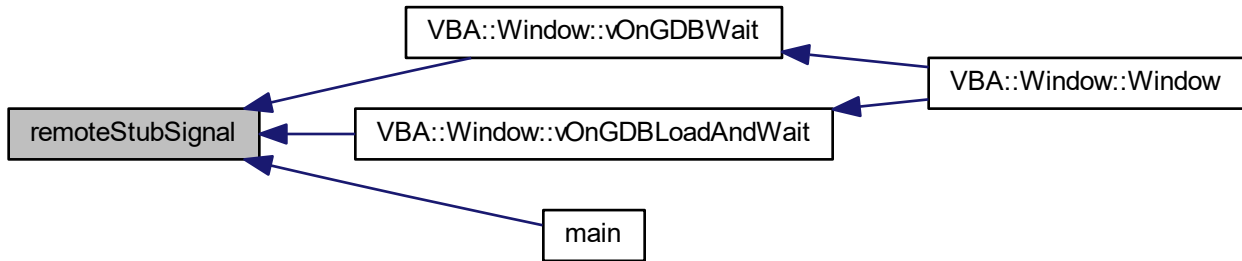 VBA::Window::vOnGDBWait
VBA::Window::Window
remoteStubSignal
VBA::Window::vOnGDBLoadAndWait
main